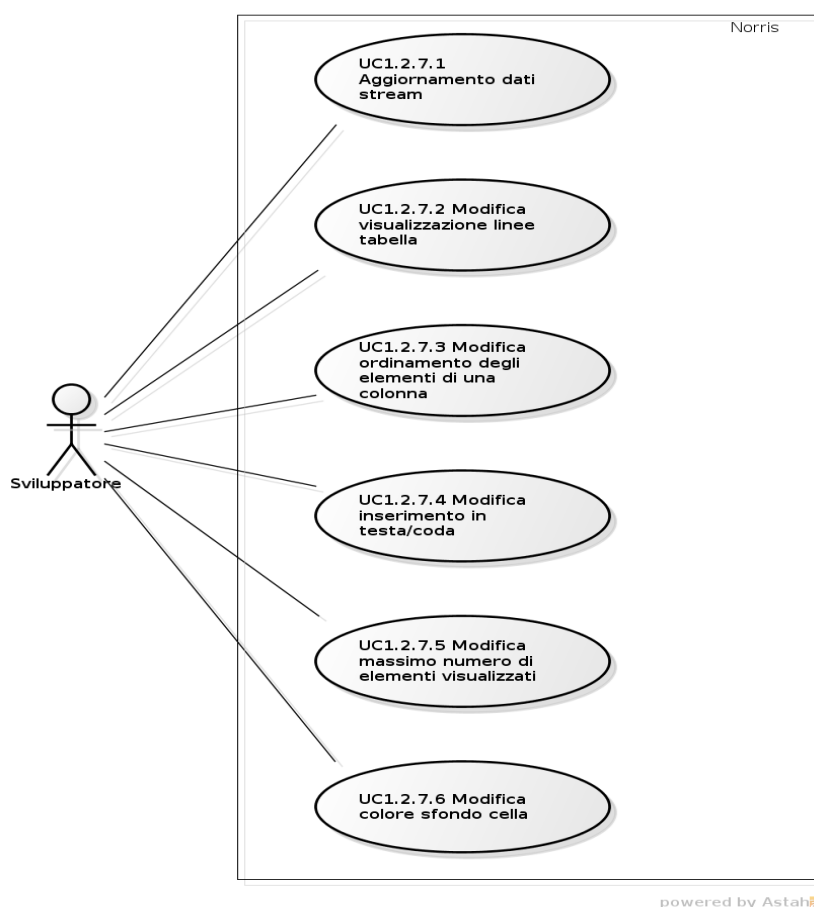 Norris
UC1.2.7.1
Aggiornamento dati
stream
UC1.2.7.2 Modifica
visualizzazione linee
tabella
UC1.2.7.3 Modifica
ordinamento degli
elementi di una
colonna
Sviluppatore
UC1.2.7.4 Modifica
inserimento in
testa/coda
UC1.2.7.5 Modifica
massimo numero di
elementi visualizzati
UC1.2.7.6 Modifica
colore sfondo cella
powered by Astah